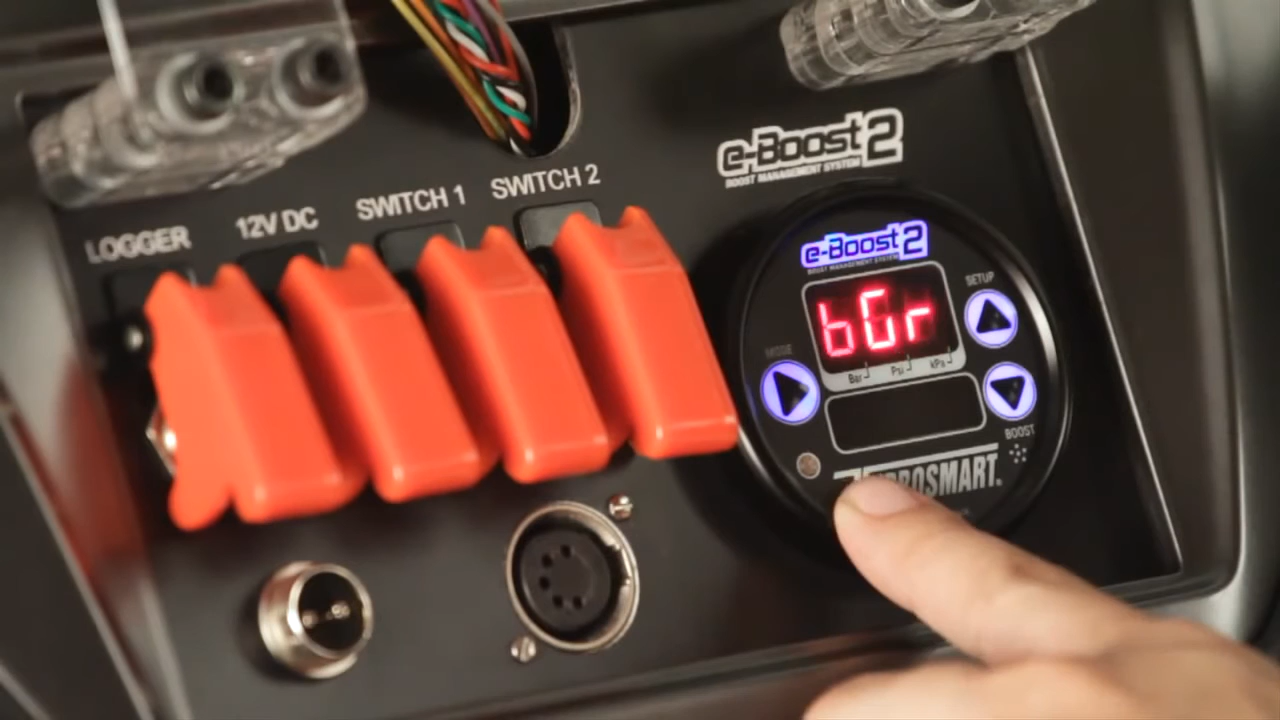 e-Boost2
BOOST MANAGEMENT SYSTEM
LOGGER
12V DC
SWITCH 1
SWITCH 2
e-Boost2
BOOST MANAGEMENT SYSTEM
SETUP
bGr
Bar
Psi
kPa
MODE
BOOST